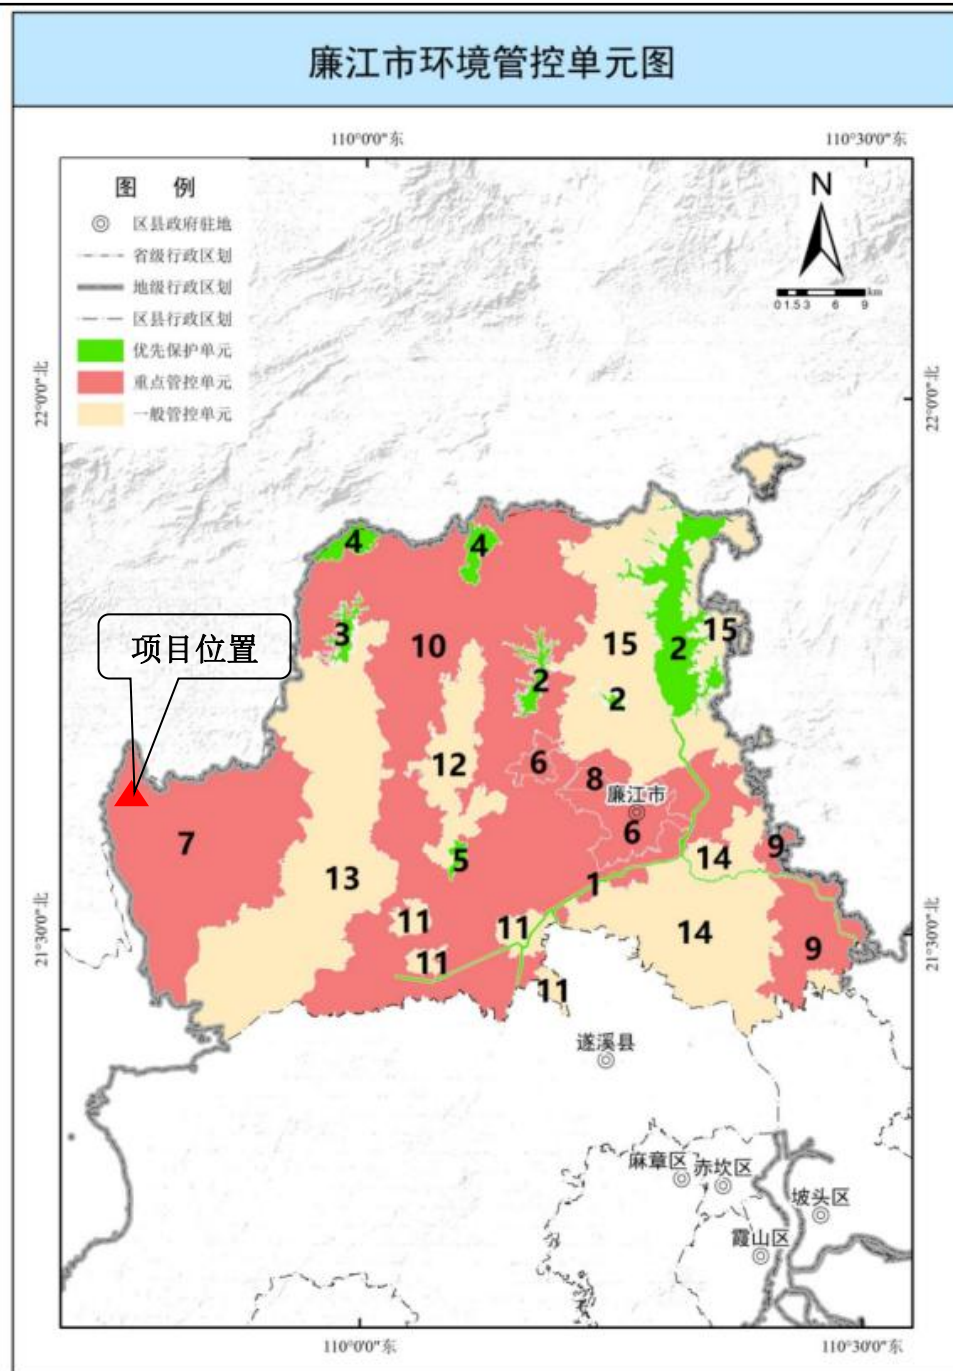 廉江市环境管控单元图
110°0'0"东
110°30'0"东
图 例
区县政府驻地
省级行政区划
地级行政区划
区县行政区划
优先保护单元
重点管控单元
一般管控单元
N
km
0 1.5 3 6 9
22°0'0"北
22°0'0"北
4
4
3
10
15
2
15
项目位置
2
2
12
6
8
廉江市
6
7
5
14
9
13
1
11
11
14
9
11
11
21°30'0"北
21°30'0"北
遂溪县
麻章区
赤坎区
坡头区
霞山区
110°0'0"东
110°30'0"东